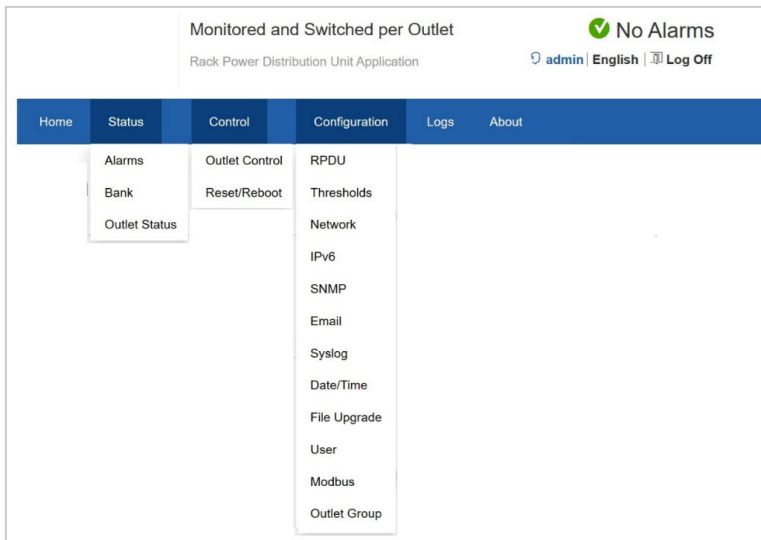 Monitored and Switched per Outlet
No Alarms
Rack Power Distribution Unit Application
admin | English | Log Off
Home Status Control Configuration Logs About
Alarms Outlet Control RPDU
Bank Reset/Reboot Thresholds
Outlet Status Network
IPv6
SNMP
Email
Syslog
Date/Time
File Upgrade
User
Modbus
Outlet Group